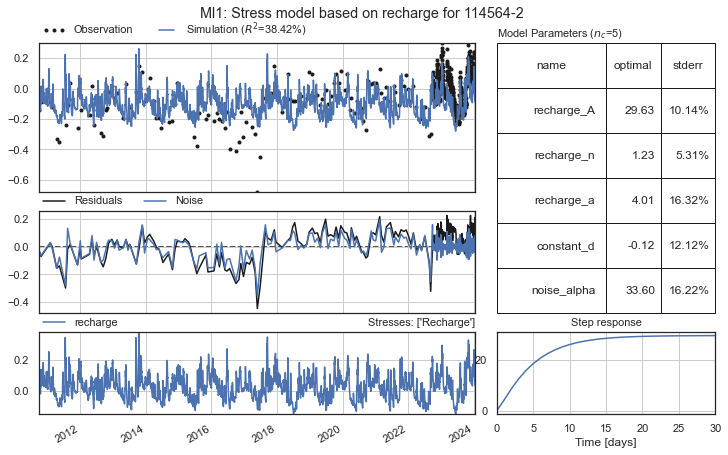 MI1: Stress model based on recharge for 114564-2
Observation Simulation (R²=38.42%)
Model Parameters (n_c=5)
name optimal stderr
recharge_A 29.63 10.14%
recharge_n 1.23 5.31%
recharge_a 4.01 16.32%
constant_d -0.12 12.12%
noise_alpha 33.60 16.22%
0.2
0.0
−0.2
−0.4
−0.6
Residuals Noise
0.2
0.0
−0.2
−0.4
recharge Stresses: ['Recharge']
0.2
0.0
2012 2014 2016 2018 2020 2022 2024
Step response
20
0
0 5 10 15 20 25 30
Time [days]